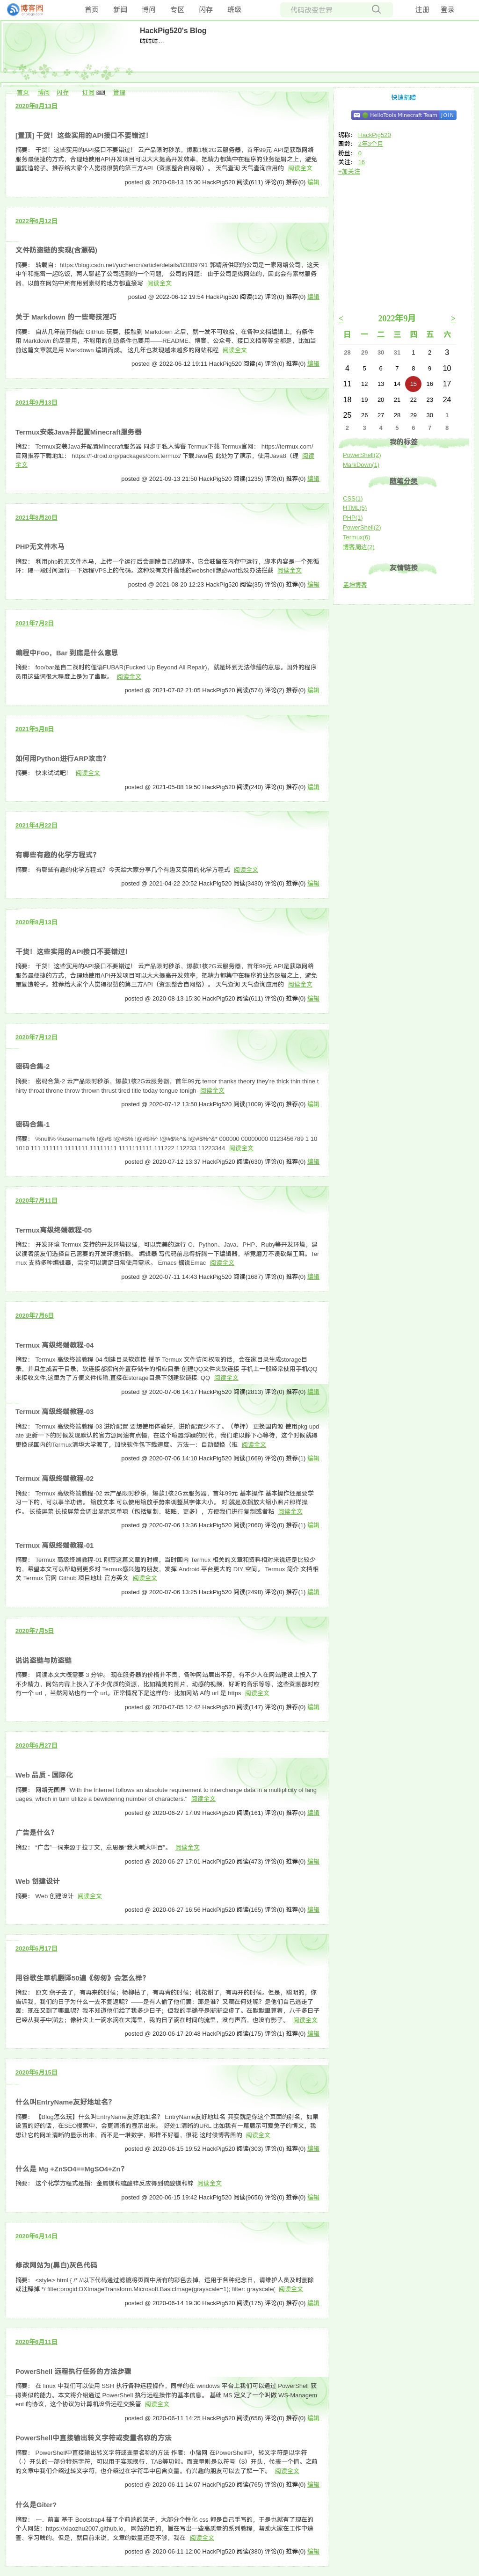 博客园
首页 新闻 博问 专区 闪存 班级
代码改变世界
注册 登录
HackPig520's Blog
咕咕咕...
首页 博问 闪存 订阅 管理
2020年8月13日
[置顶] 干货！这些实用的API接口不要错过！
摘要： 干货！这些实用的API接口不要错过！ 云产品限时秒杀，爆款1核2G云服务器，首年99元 API是获取网络
服务器便捷的方式，合理地使用API开发项目可以大大提高开发效率，把精力都集中在程序的业务逻辑之上，避免
重复造轮子。推荐给大家个人觉得很赞的第三方API（资源整合自网络）。 天气查询 天气查询应用的 阅读全文
posted @ 2020-08-13 15:30 HackPig520 阅读(611) 评论(0) 推荐(0) 编辑
2022年6月12日
文件防盗链的实现(含源码)
摘要： 转载自：https://blog.csdn.net/yuchencn/article/details/83809791 郭靖所供职的公司是一家网络公司，这天
中午和拖雷一起吃饭，两人聊起了公司遇到的一个问题。 公司的问题： 由于公司是做网站的，因此会有素材服务
器，以前在网站中所有用到素材的地方都直接写 阅读全文
posted @ 2022-06-12 19:54 HackPig520 阅读(12) 评论(0) 推荐(0) 编辑
关于 Markdown 的一些奇技淫巧
摘要： 自从几年前开始在 GitHub 玩耍，接触到 Markdown 之后，就一发不可收拾，在各种文档编辑上，有条件
用 Markdown 的尽量用，不能用的创造条件也要用——README、博客、公众号、接口文档等等全都是，比如当
前这篇文章就是用 Markdown 编辑而成。 这几年也发现越来越多的网站和程 阅读全文
posted @ 2022-06-12 19:11 HackPig520 阅读(4) 评论(0) 推荐(0) 编辑
2021年9月13日
Termux安装Java并配置Minecraft服务器
摘要： Termux安装Java并配置Minecraft服务器 同步于私人博客 Termux下载 Termux官网： https://termux.com/
官网推荐下载地址： https://f-droid.org/packages/com.termux/ 下载Java包 此处为了演示，使用Java8（理 阅读
全文
posted @ 2021-09-13 21:50 HackPig520 阅读(1235) 评论(0) 推荐(0) 编辑
2021年8月20日
PHP无文件木马
摘要： 利用php的无文件木马，上传一个运行后会删除自己的脚本。它会驻留在内存中运行，脚本内容是一个死循
环：膈一段时间运行一下远程VPS上的代码。这种没有文件落地的webshell想必waf也没办法拦截 阅读全文
posted @ 2021-08-20 12:23 HackPig520 阅读(35) 评论(0) 推荐(0) 编辑
2021年7月2日
编程中Foo，Bar 到底是什么意思
摘要： foo/bar是自二战时的俚语FUBAR(Fucked Up Beyond All Repair)，就是坏到无法修缮的意思。国外的程序
员用这些词很大程度上是为了幽默。 阅读全文
posted @ 2021-07-02 21:05 HackPig520 阅读(574) 评论(2) 推荐(0) 编辑
2021年5月8日
如何用Python进行ARP攻击？
摘要： 快来试试吧！ 阅读全文
posted @ 2021-05-08 19:50 HackPig520 阅读(240) 评论(0) 推荐(0) 编辑
2021年4月22日
有哪些有趣的化学方程式？
摘要： 有哪些有趣的化学方程式？今天给大家分享几个有趣又实用的化学方程式 阅读全文
posted @ 2021-04-22 20:52 HackPig520 阅读(3430) 评论(0) 推荐(0) 编辑
2020年8月13日
干货！这些实用的API接口不要错过！
摘要： 干货！这些实用的API接口不要错过！ 云产品限时秒杀，爆款1核2G云服务器，首年99元 API是获取网络
服务器便捷的方式，合理地使用API开发项目可以大大提高开发效率，把精力都集中在程序的业务逻辑之上，避免
重复造轮子。推荐给大家个人觉得很赞的第三方API（资源整合自网络）。 天气查询 天气查询应用的 阅读全文
posted @ 2020-08-13 15:30 HackPig520 阅读(611) 评论(0) 推荐(0) 编辑
2020年7月12日
密码合集-2
摘要： 密码合集-2 云产品限时秒杀，爆款1核2G云服务器，首年99元 terror thanks theory they're thick thin thine t
hirty throat throne throw thrown thrust tired title today tongue tonigh 阅读全文
posted @ 2020-07-12 13:50 HackPig520 阅读(1009) 评论(0) 推荐(0) 编辑
密码合集-1
摘要： %null% %username% !@#$ !@#$% !@#$%^ !@#$%^& !@#$%^&* 000000 00000000 0123456789 1 10
1010 111 111111 1111111 11111111 1111111111 111222 112233 11223344 阅读全文
posted @ 2020-07-12 13:37 HackPig520 阅读(630) 评论(0) 推荐(0) 编辑
2020年7月11日
Termux高级终端教程-05
摘要： 开发环境 Termux 支持的开发环境很强，可以完美的运行 C、Python、Java、PHP、Ruby等开发环境，建
议读者朋友们选择自己需要的开发环境折腾。 编辑器 写代码前总得折腾一下编辑器，毕竟磨刀不误砍柴工嘛。Ter
mux 支持多种编辑器，完全可以满足日常使用需求。 Emacs 据说Emac 阅读全文
posted @ 2020-07-11 14:43 HackPig520 阅读(1687) 评论(0) 推荐(0) 编辑
2020年7月6日
Termux 高级终端教程-04
摘要： Termux 高级终端教程-04 创建目录软连接 授予 Termux 文件访问权限的话，会在家目录生成storage目
录，并且生成若干目录，软连接都指向外置存储卡的相应目录 创建QQ文件夹软连接 手机上一般经常使用手机QQ
来接收文件,这里为了方便文件传输,直接在storage目录下创建软链接. QQ 阅读全文
posted @ 2020-07-06 14:17 HackPig520 阅读(2813) 评论(0) 推荐(0) 编辑
Termux 高级终端教程-03
摘要： Termux 高级终端教程-03 进阶配置 要想使用体验好，进阶配置少不了。（单押） 更换国内源 使用pkg upd
ate 更新一下的时候发现默认的官方源网速有点慢，在这个喧嚣浮躁的时代，我们难以静下心等待，这个时候就得
更换成国内的Termux清华大学源了，加快软件包下载速度。 方法一：自动替换（推 阅读全文
posted @ 2020-07-06 14:10 HackPig520 阅读(1669) 评论(0) 推荐(1) 编辑
Termux 高级终端教程-02
摘要： Termux 高级终端教程-02 云产品限时秒杀，爆款1核2G云服务器，首年99元 基本操作 基本操作还是要学
习一下的，可以事半功倍。 缩放文本 可以使用缩放手势来调整其字体大小。 对!就是双指放大缩小照片那样操
作。 长按屏幕 长按屏幕会调出显示菜单项（包括复制、粘贴、更多），方便我们进行复制或者粘 阅读全文
posted @ 2020-07-06 13:36 HackPig520 阅读(2060) 评论(0) 推荐(1) 编辑
Termux 高级终端教程-01
摘要： Termux 高级终端教程-01 刚写这篇文章的时候，当时国内 Termux 相关的文章和资料相对来说还是比较少
的，希望本文可以帮助到更多对 Termux感兴趣的朋友，发挥 Android 平台更大的 DIY 空间。 Termux 简介 文档相
关 Termux 官网 Github 项目地址 官方英文 阅读全文
posted @ 2020-07-06 13:25 HackPig520 阅读(2498) 评论(0) 推荐(1) 编辑
2020年7月5日
说说盗链与防盗链
摘要： 阅读本文大概需要 3 分钟。 现在服务器的价格并不贵，各种网站层出不穷，有不少人在网站建设上投入了
不少精力，网站内容上投入了不少优质的资源，比如精美的图片，动感的视频，好听的音乐等等，这些资源都对应
有一个 url ，当然网站也有一个 url。正常情况下是这样的：比如网站 A的 url 是 https 阅读全文
posted @ 2020-07-05 12:42 HackPig520 阅读(147) 评论(0) 推荐(0) 编辑
2020年6月27日
Web 品质 - 国际化
摘要： 网络无国界 "With the Internet follows an absolute requirement to interchange data in a multiplicity of lang
uages, which in turn utilize a bewildering number of characters." 阅读全文
posted @ 2020-06-27 17:09 HackPig520 阅读(161) 评论(0) 推荐(0) 编辑
广告是什么？
摘要： “广告”一词来源于拉丁文，意思是“我大喊大叫百”。 阅读全文
posted @ 2020-06-27 17:01 HackPig520 阅读(473) 评论(0) 推荐(0) 编辑
Web 创建设计
摘要： Web 创建设计 阅读全文
posted @ 2020-06-27 16:56 HackPig520 阅读(165) 评论(0) 推荐(0) 编辑
2020年6月17日
用谷歌生草机翻译50遍《匆匆》会怎么样？
摘要： 原文 燕子去了，有再来的时候；杨柳枯了，有再青的时候；桃花谢了，有再开的时候。但是，聪明的，你
告诉我，我们的日子为什么一去不复返呢？——是有人偷了他们罢：那是谁？又藏在何处呢？是他们自己逃走了
罢：现在又到了哪里呢？我不知道他们给了我多少日子；但我的手确乎是渐渐空虚了。在默默里算着，八千多日子
已经从我手中溜去；像针尖上一滴水滴在大海里，我的日子滴在时间的流里，没有声音，也没有影子。 阅读全文
posted @ 2020-06-17 20:48 HackPig520 阅读(175) 评论(1) 推荐(0) 编辑
2020年6月15日
什么叫EntryName友好地址名？
摘要： 【Blog怎么玩】什么叫EntryName友好地址名？ EntryName友好地址名 其实就是你这个页面的别名，如果
设置的好的话，在SEO搜索中，会更清晰的显示出来。 好处1:清晰的URL 比如我有一篇展示可爱兔子的博文，我
想让它的网址清晰的显示出来，而不是一堆数字，那样不好看，很花 这时候博客园的 阅读全文
posted @ 2020-06-15 19:52 HackPig520 阅读(303) 评论(0) 推荐(0) 编辑
什么是 Mg +ZnSO4==MgSO4+Zn？
摘要： 这个化学方程式是指：金属镁和硫酸锌反应得到硫酸镁和锌 阅读全文
posted @ 2020-06-15 19:42 HackPig520 阅读(9656) 评论(0) 推荐(0) 编辑
2020年6月14日
修改网站为(黑白)灰色代码
摘要： <style> html { /* //以下代码通过滤镜将页面中所有的彩色去掉，适用于各种纪念日，请维护人员及时删除
或注释掉 */ filter:progid:DXImageTransform.Microsoft.BasicImage(grayscale=1); filter: grayscale( 阅读全文
posted @ 2020-06-14 19:30 HackPig520 阅读(175) 评论(0) 推荐(0) 编辑
2020年6月11日
PowerShell 远程执行任务的方法步骤
摘要： 在 linux 中我们可以使用 SSH 执行各种远程操作，同样的在 windows 平台上我们可以通过 PowerShell 获
得类似的能力。本文将介绍通过 PowerShell 执行远程操作的基本信息。 基础 MS 定义了一个叫做 WS-Managem
ent 的协议，这个协议为计算机设备远程交换管 阅读全文
posted @ 2020-06-11 14:25 HackPig520 阅读(656) 评论(0) 推荐(0) 编辑
PowerShell中直接输出转义字符或变量名称的方法
摘要： PowerShell中直接输出转义字符或变量名称的方法 作者：小猪网 在PowerShell中，转义字符是以字符
（`）开头的一部分特殊字符，可以用于实现换行、TAB等功能。而变量则是以符号（$）开头，代表一个值。之前的
文章中我们介绍过转义字符，也介绍过在字符串中包含变量，有兴趣的朋友可以去了解一下。 阅读全文
posted @ 2020-06-11 14:07 HackPig520 阅读(765) 评论(0) 推荐(0) 编辑
什么是Giter?
摘要： 一、前言 基于 Bootstrap4 搭了个前端的架子，大部分个性化 css 都是自己手写的，于是也就有了现在的
个人网站：https://xiaozhu2007.github.io。 网站的目的，旨在写出一些高质量的系列教程，帮助大家在工作中速
查、学习啥的。但是，就目前来说，文章的数量还是不够，我在 阅读全文
posted @ 2020-06-11 12:00 HackPig520 阅读(380) 评论(0) 推荐(0) 编辑
快速捐赠
HelloTools Minecraft Team JOIN
昵称： HackPig520
园龄： 2年3个月
粉丝： 0
关注： 16
+加关注
< 2022年9月 >
日 一 二 三 四 五 六
28 29 30 31 1 2 3
4 5 6 7 8 9 10
11 12 13 14 15 16 17
18 19 20 21 22 23 24
25 26 27 28 29 30 1
2 3 4 5 6 7 8
我的标签
PowerShell(2)
MarkDown(1)
随笔分类
CSS(1)
HTML(5)
PHP(1)
PowerShell(2)
Termux(6)
博客周边(2)
友情链接
孟坤博客